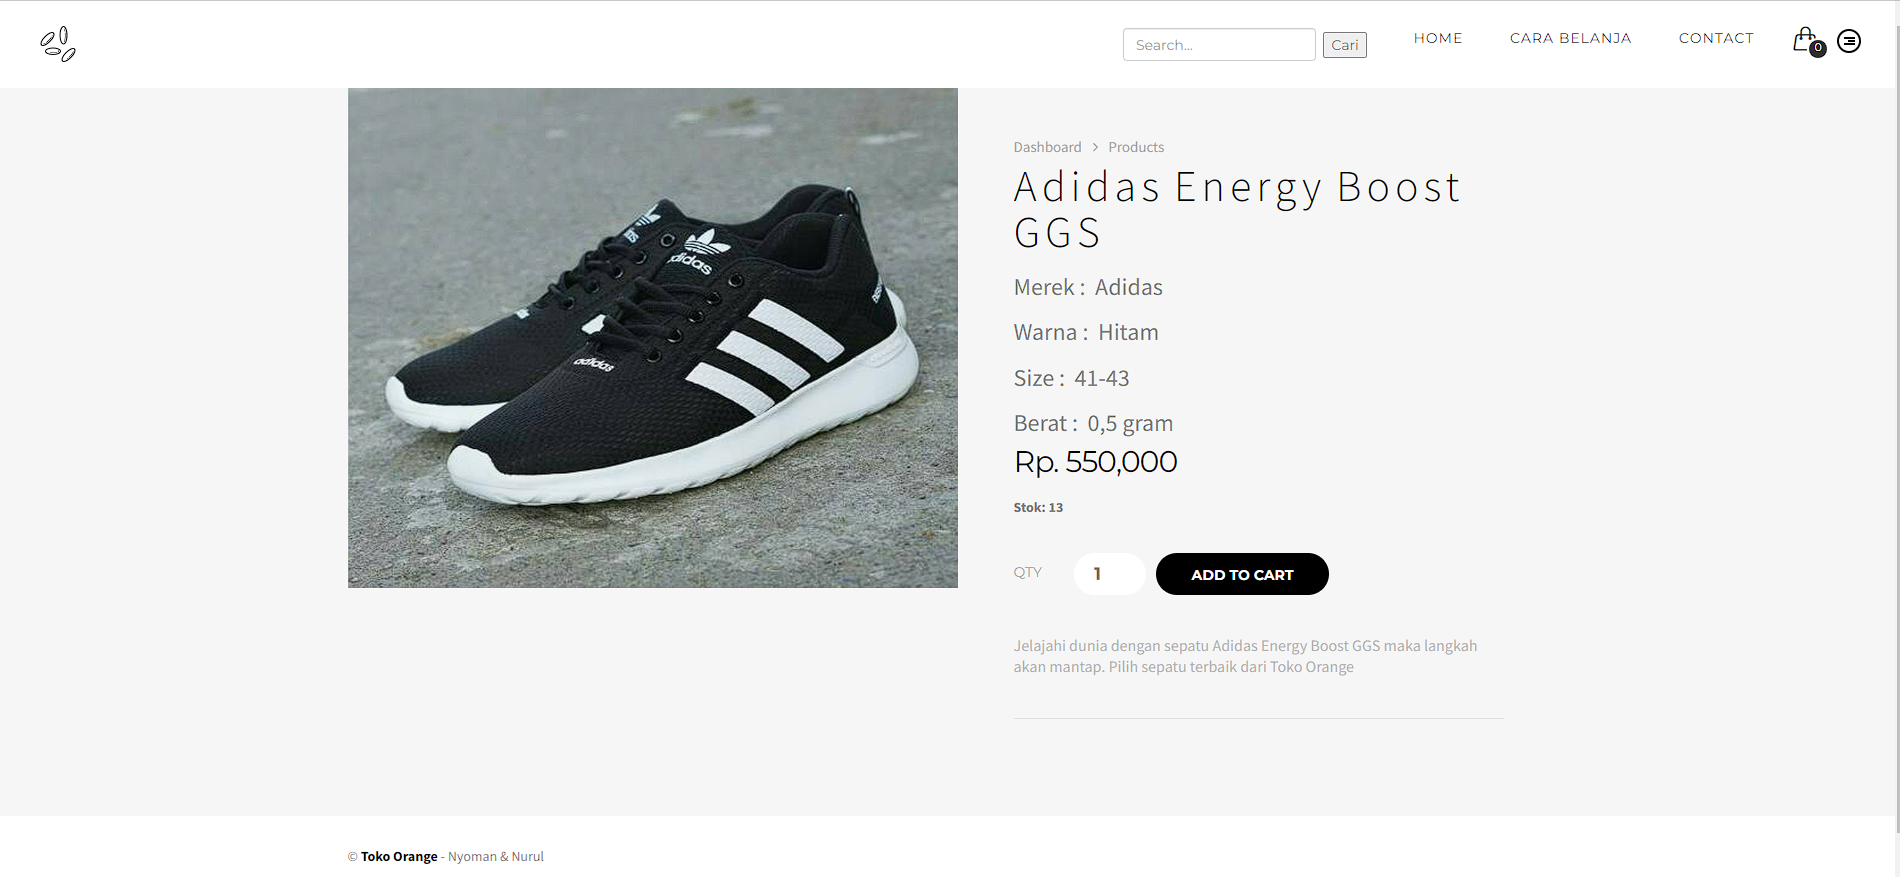 Search...
Cari
HOME
CARA BELANJA
CONTACT
0
Dashboard > Products
Adidas Energy Boost
GGS
Merek : Adidas
Warna : Hitam
Size : 41-43
Berat : 0,5 gram
Rp. 550,000
Stok: 13
QTY
1
ADD TO CART
Jelajahi dunia dengan sepatu Adidas Energy Boost GGS maka langkah
akan mantap. Pilih sepatu terbaik dari Toko Orange
adidas
adidas
© Toko Orange - Nyoman & Nurul